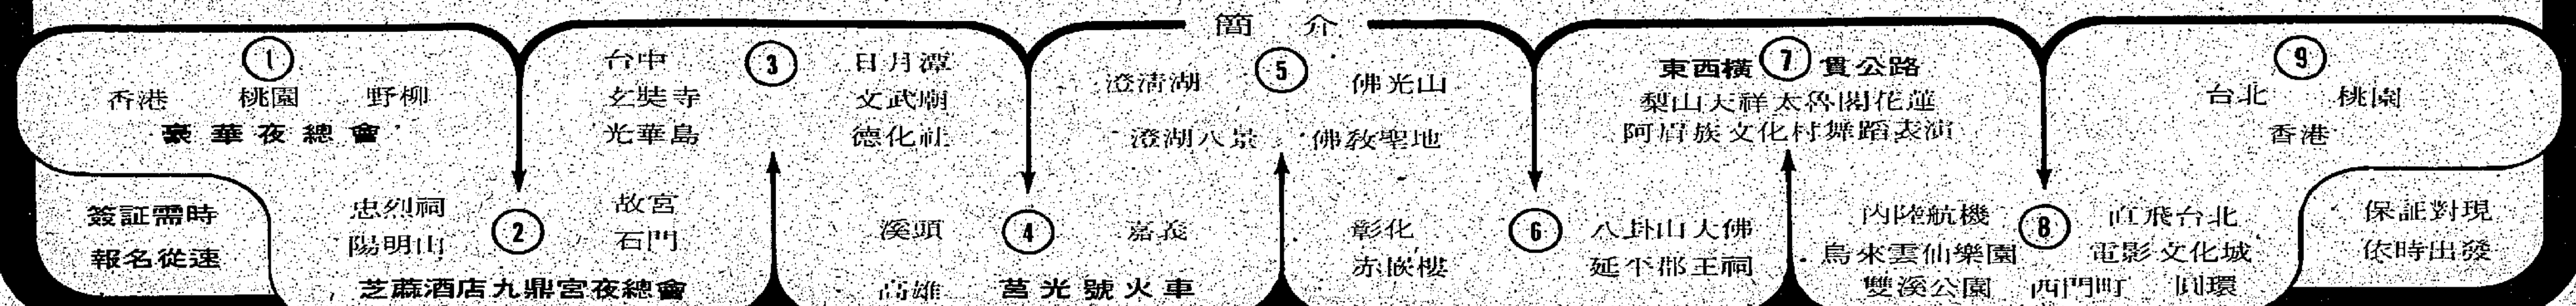 簡介
①
香港 桃園 野柳
豪華夜總會
簽証需時
報名從速
忠烈祠 ② 故宮
陽明山 石門
芝蔴酒店九鼎宮夜總會
台中 ③ 日月潭
玄奘寺 文武廟
光華島 德化社
溪頭 ④ 嘉義
高雄 莒光號火車
澄清湖 ⑤ 佛光山
澄湖八景 佛教聖地
彰化 ⑥ 八卦山大佛
赤嵌樓 延平郡王祠
東西橫 ⑦ 貫公路
梨山天祥太魯閣花蓮
阿眉族文化村舞蹈表演
內陸航機 ⑧ 直飛台北
烏來雲仙樂園 電影文化城
雙溪公園 西門町 圓環
⑨
台北 桃園
香港
保証對現
依時出發